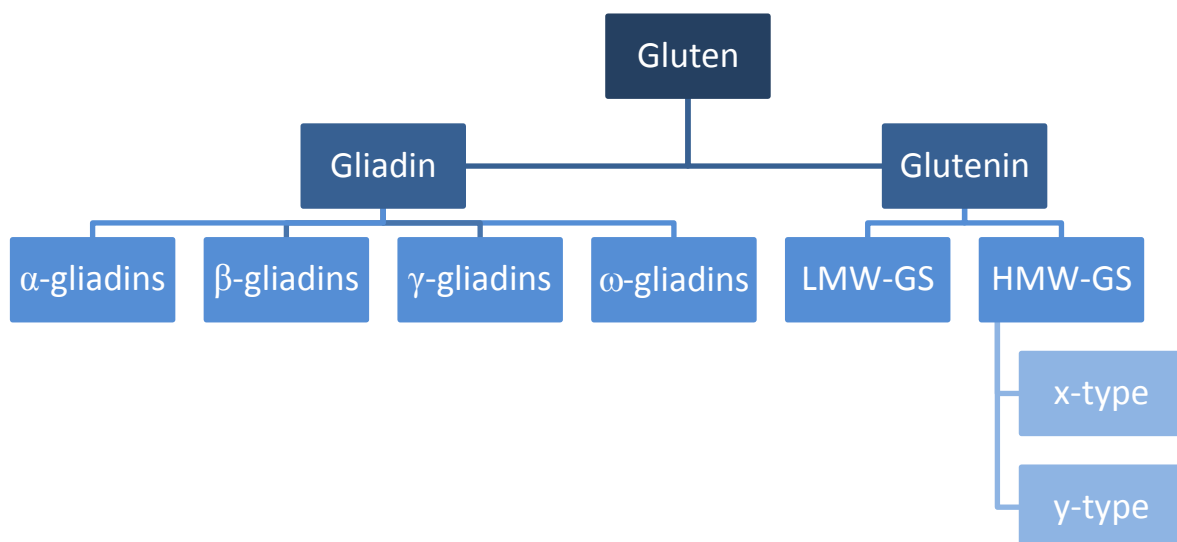 Gluten
Gliadin
Glutenin
α-gliadins
β-gliadins
γ-gliadins
ω-gliadins
LMW-GS
HMW-GS
x-type
y-type